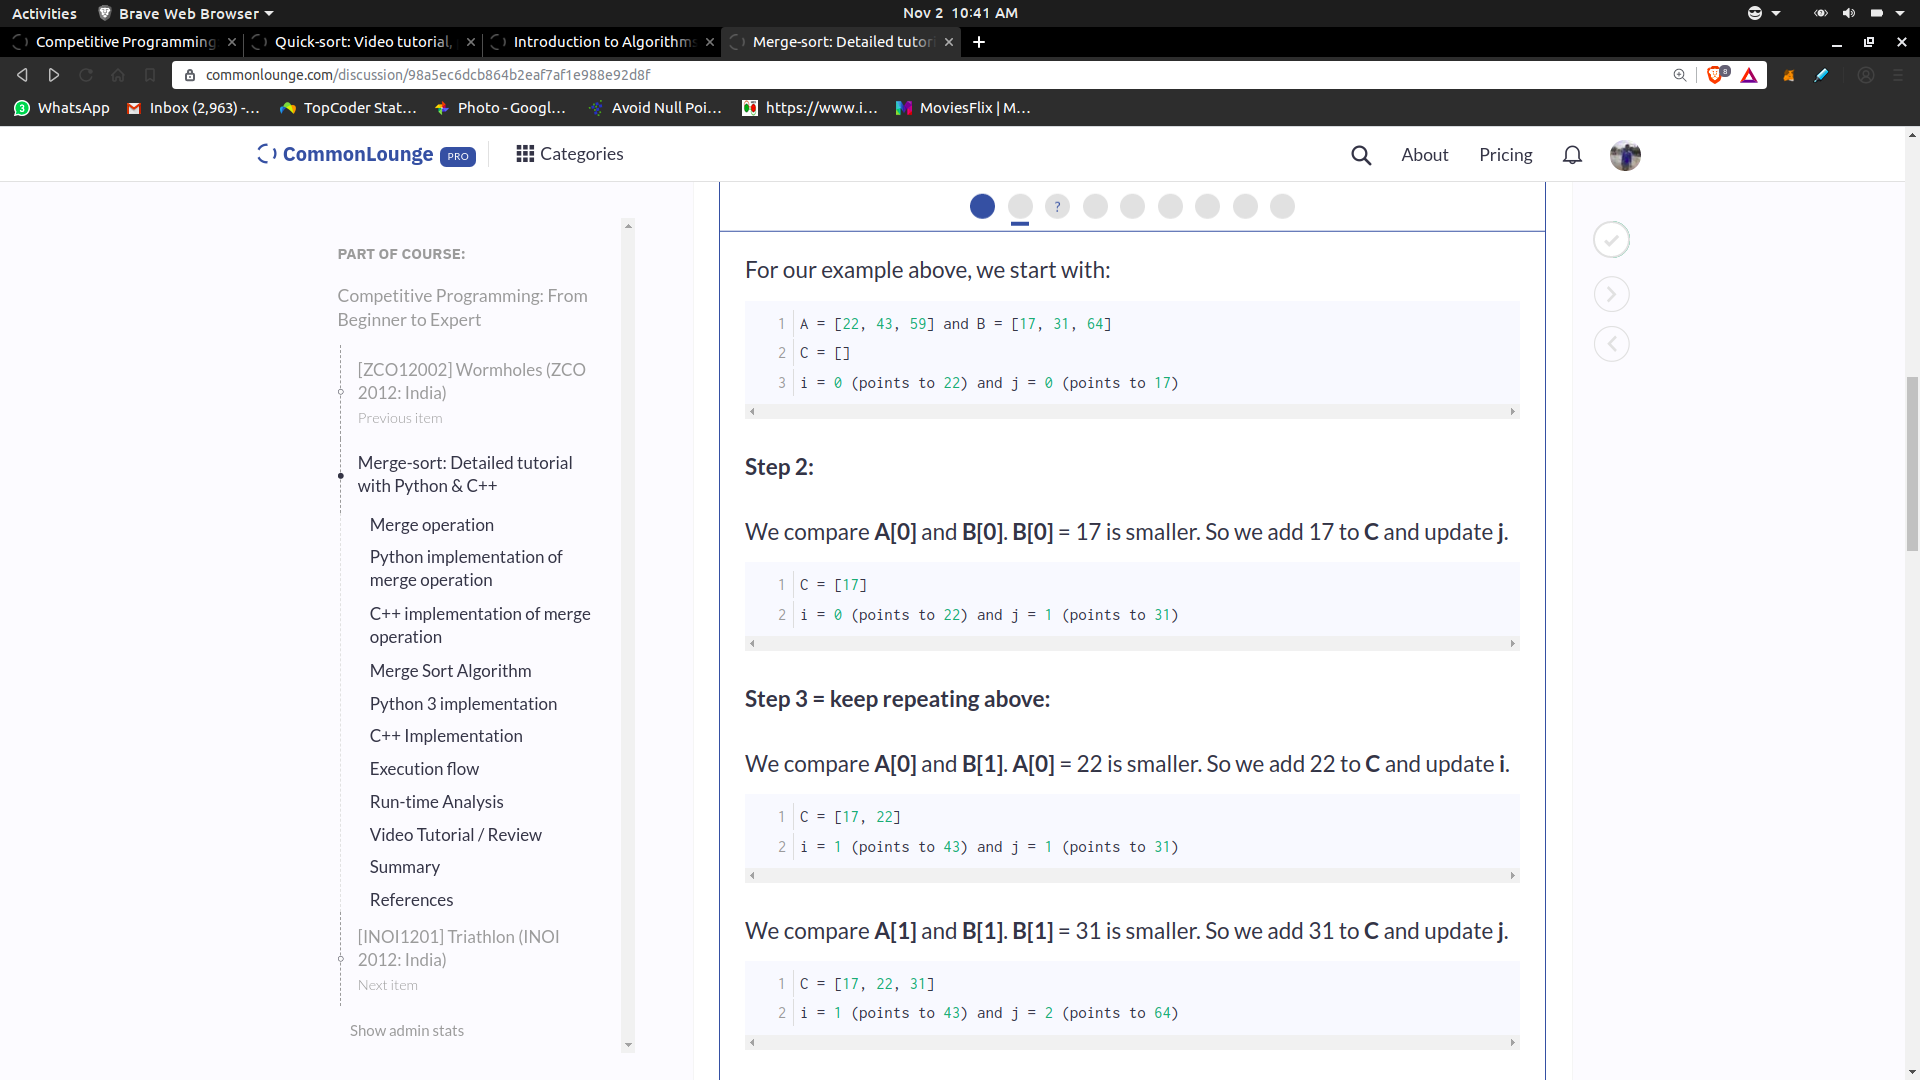 Activities
Brave Web Browser
Nov 2 10:41 AM
Competitive Programming
Quick-sort: Video tutorial,
Introduction to Algorithms
Merge-sort: Detailed tutori
commonlounge.com/discussion/98a5ec6dcb864b2eaf7af1e988e92d8f
8
3 WhatsApp
Inbox (2,963) -...
TopCoder Stat...
Photo - Googl...
Avoid Null Poi...
https://www.i...
MoviesFlix | M...
CommonLounge PRO
Categories
About
Pricing
PART OF COURSE:
Competitive Programming: From
Beginner to Expert
[ZCO12002] Wormholes (ZCO
2012: India)
Previous item
Merge-sort: Detailed tutorial
with Python & C++
Merge operation
Python implementation of
merge operation
C++ implementation of merge
operation
Merge Sort Algorithm
Python 3 implementation
C++ Implementation
Execution flow
Run-time Analysis
Video Tutorial / Review
Summary
References
[INOI1201] Triathlon (INOI
2012: India)
Next item
Show admin stats
?
For our example above, we start with:
1 A = [22, 43, 59] and B = [17, 31, 64]
2 C = []
3 i = 0 (points to 22) and j = 0 (points to 17)
Step 2:
We compare A[0] and B[0]. B[0] = 17 is smaller. So we add 17 to C and update j.
1 C = [17]
2 i = 0 (points to 22) and j = 1 (points to 31)
Step 3 = keep repeating above:
We compare A[0] and B[1]. A[0] = 22 is smaller. So we add 22 to C and update i.
1 C = [17, 22]
2 i = 1 (points to 43) and j = 1 (points to 31)
We compare A[1] and B[1]. B[1] = 31 is smaller. So we add 31 to C and update j.
1 C = [17, 22, 31]
2 i = 1 (points to 43) and j = 2 (points to 64)